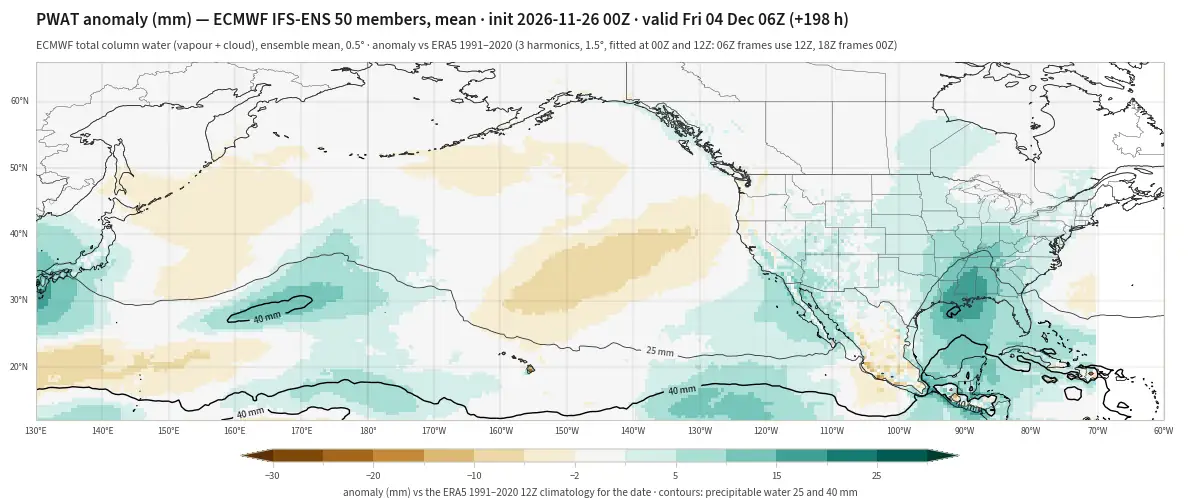 PWAT anomaly (mm) — ECMWF IFS-ENS 50 members, mean · init 2026-11-26 00Z · valid Fri 04 Dec 06Z (+198 h)
ECMWF total column water (vapour + cloud), ensemble mean, 0.5° · anomaly vs ERA5 1991–2020 (3 harmonics, 1.5°, fitted at 00Z and 12Z: 06Z frames use 12Z, 18Z frames 00Z)
60°N
50°N
40°N
30°N
20°N
40 mm
25 mm
40 mm
40 mm
130°E 140°E 150°E 160°E 170°E 180° 170°W 160°W 150°W 140°W 130°W 120°W 110°W 100°W 90°W 80°W 70°W 60°W
−30 −20 −10 −2 5 15 25
anomaly (mm) vs the ERA5 1991–2020 12Z climatology for the date · contours: precipitable water 25 and 40 mm